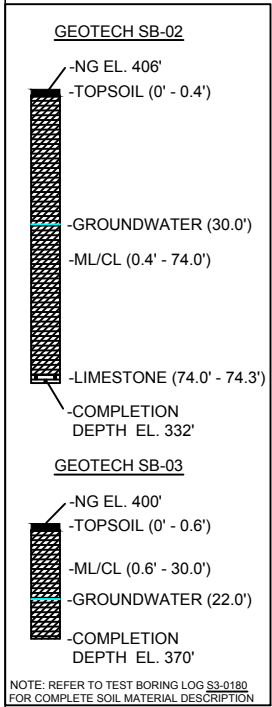 GEOTECH SB-02
-NG EL. 406'
-TOPSOIL (0' - 0.4')
-GROUNDWATER (30.0')
-ML/CL (0.4' - 74.0')
-LIMESTONE (74.0' - 74.3')
-COMPLETION
DEPTH EL. 332'
GEOTECH SB-03
-NG EL. 400'
-TOPSOIL (0' - 0.6')
-ML/CL (0.6' - 30.0')
-GROUNDWATER (22.0')
-COMPLETION
DEPTH EL. 370'
NOTE: REFER TO TEST BORING LOG S3-0180
FOR COMPLETE SOIL MATERIAL DESCRIPTION